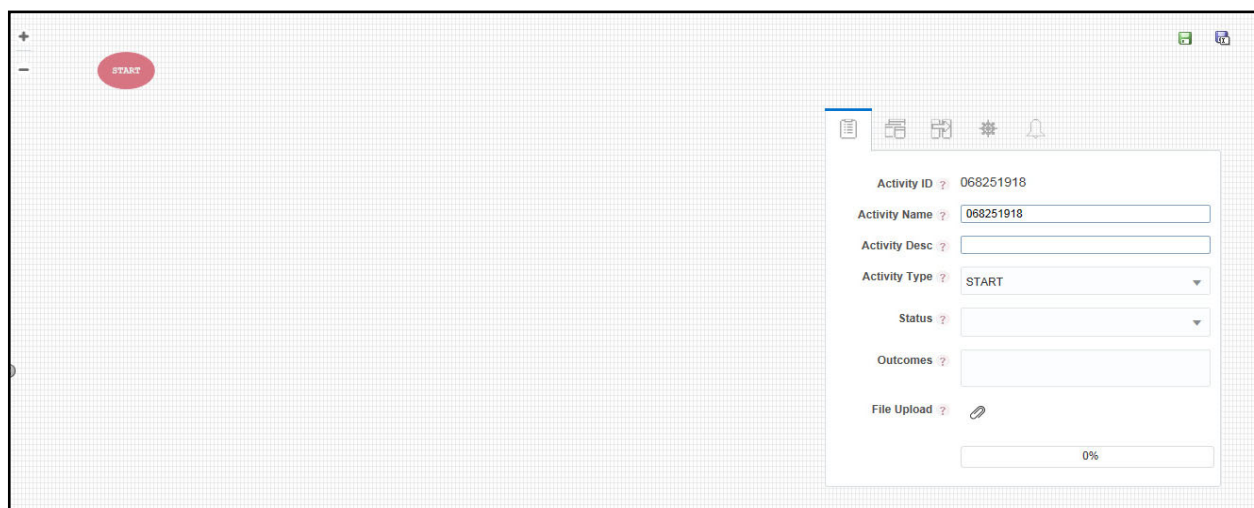 START
Activity ID ? 068251918
Activity Name ? 068251918
Activity Desc ?
Activity Type ? START
Status ?
Outcomes ?
File Upload ?
0%